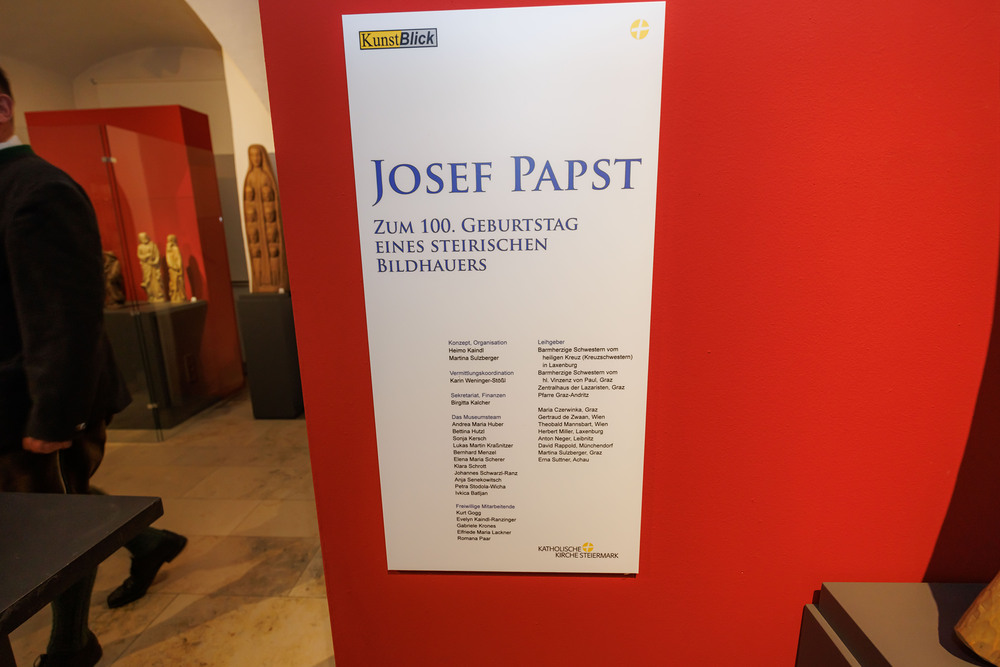 KunstBlick
JOSEF PAPST
ZUM 100. GEBURTSTAG
EINES STEIRISCHEN
BILDHAUERS
Konzept, Organisation
Heimo Kaindl
Martina Sulzberger
Vermittlungskoordination
Karin Weninger-Stößl
Sekretariat, Finanzen
Birgitta Kalcher
Das Museumsteam
Andrea Maria Huber
Bettina Hutzl
Sonja Kersch
Lukas Martin Kraßnitzer
Bernhard Menzel
Elena Maria Scherer
Klara Schrott
Johannes Schwarzl-Ranz
Anja Senekowitsch
Petra Stodola-Wicha
Ivkica Batljan
Freiwillige Mitarbeitende
Kurt Gogg
Evelyn Kaindl-Ranzinger
Gabriele Krones
Elfriede Maria Lackner
Romana Paar
Leihgeber
Barmherzige Schwestern vom
heiligen Kreuz (Kreuzschwestern)
in Laxenburg
Barmherzige Schwestern vom
hl. Vinzenz von Paul, Graz
Zentralhaus der Lazaristen, Graz
Pfarre Graz-Andritz
Maria Czerwinka, Graz
Gertraud de Zwaan, Wien
Theobald Mannsbart, Wien
Herbert Miller, Laxenburg
Anton Neger, Leibnitz
David Rappold, Münchendorf
Martina Sulzberger, Graz
Erna Suttner, Achau
KATHOLISCHE
KIRCHE STEIERMARK